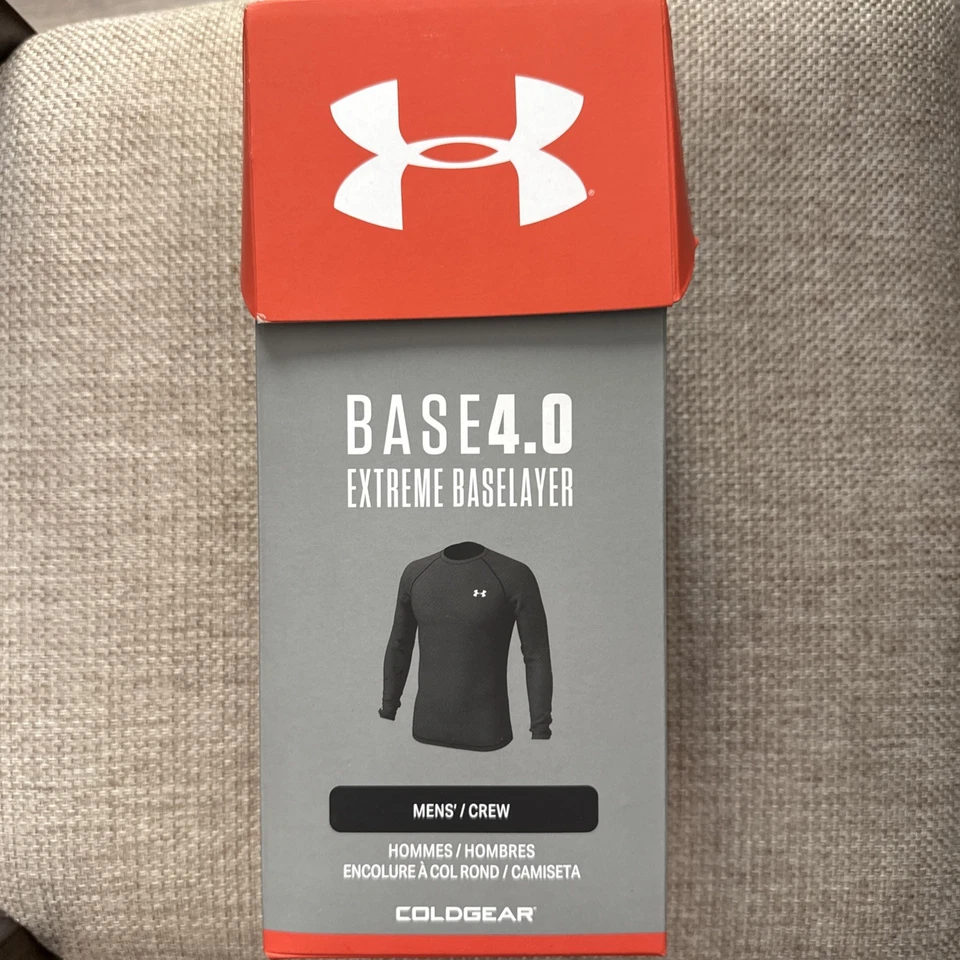 BASE4.0
EXTREME BASELAYER
MENS' / CREW
HOMMES / HOMBRES
ENCOLURE À COL ROND / CAMISETA
COLDGEAR®